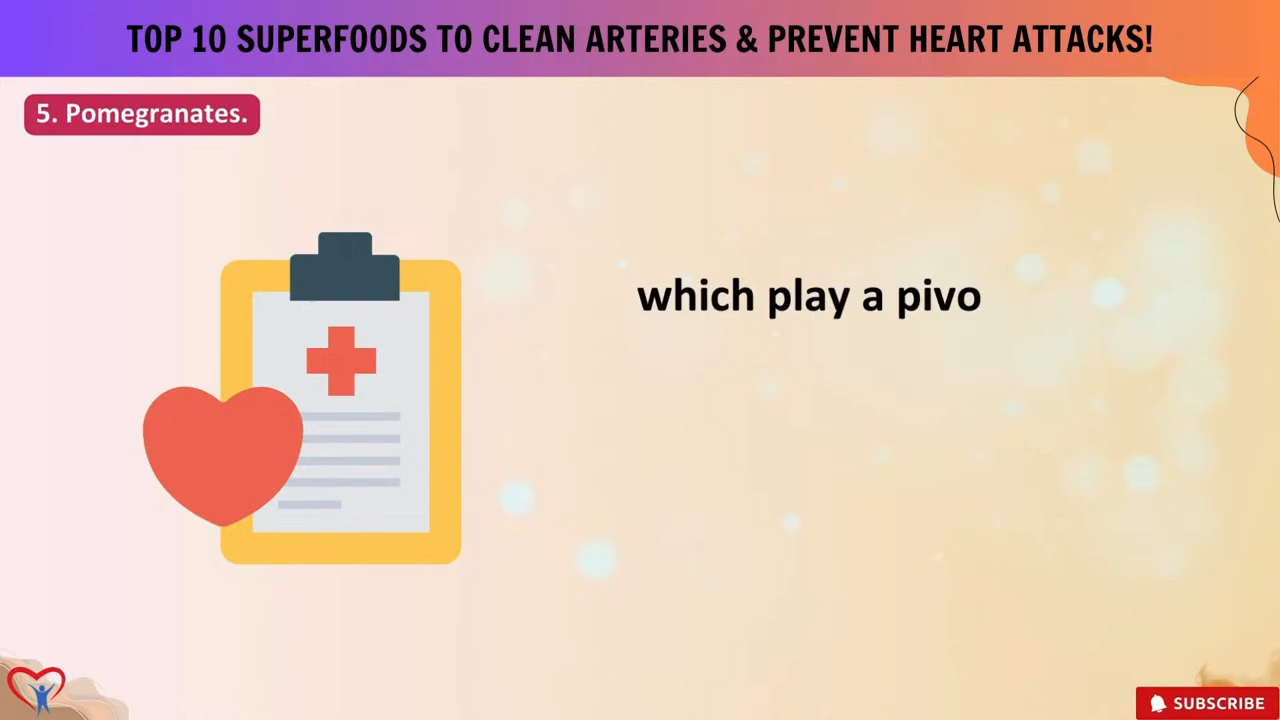 TOP 10 SUPERFOODS TO CLEAN ARTERIES & PREVENT HEART ATTACKS!
5. Pomegranates.
which play a pivo
SUBSCRIBE